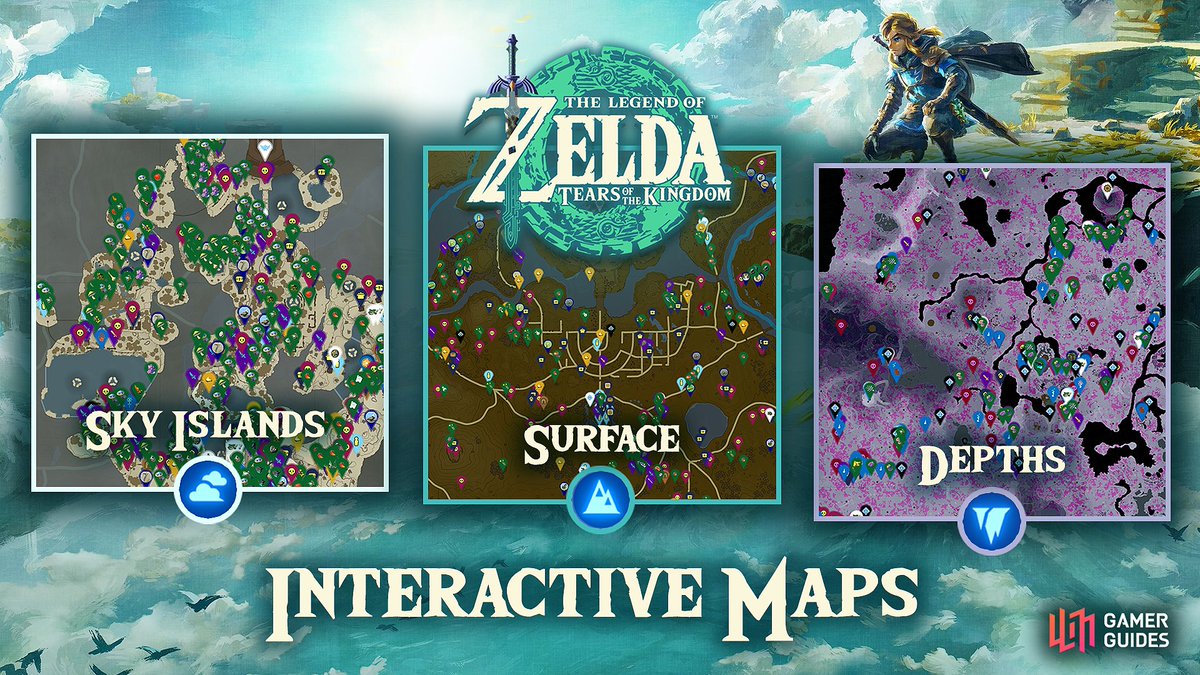 THE LEGEND OF
ZELDA
TEARS OF THE KINGDOM
SKY ISLANDS
SURFACE
DEPTHS
INTERACTIVE MAPS
GAMER
GUIDES